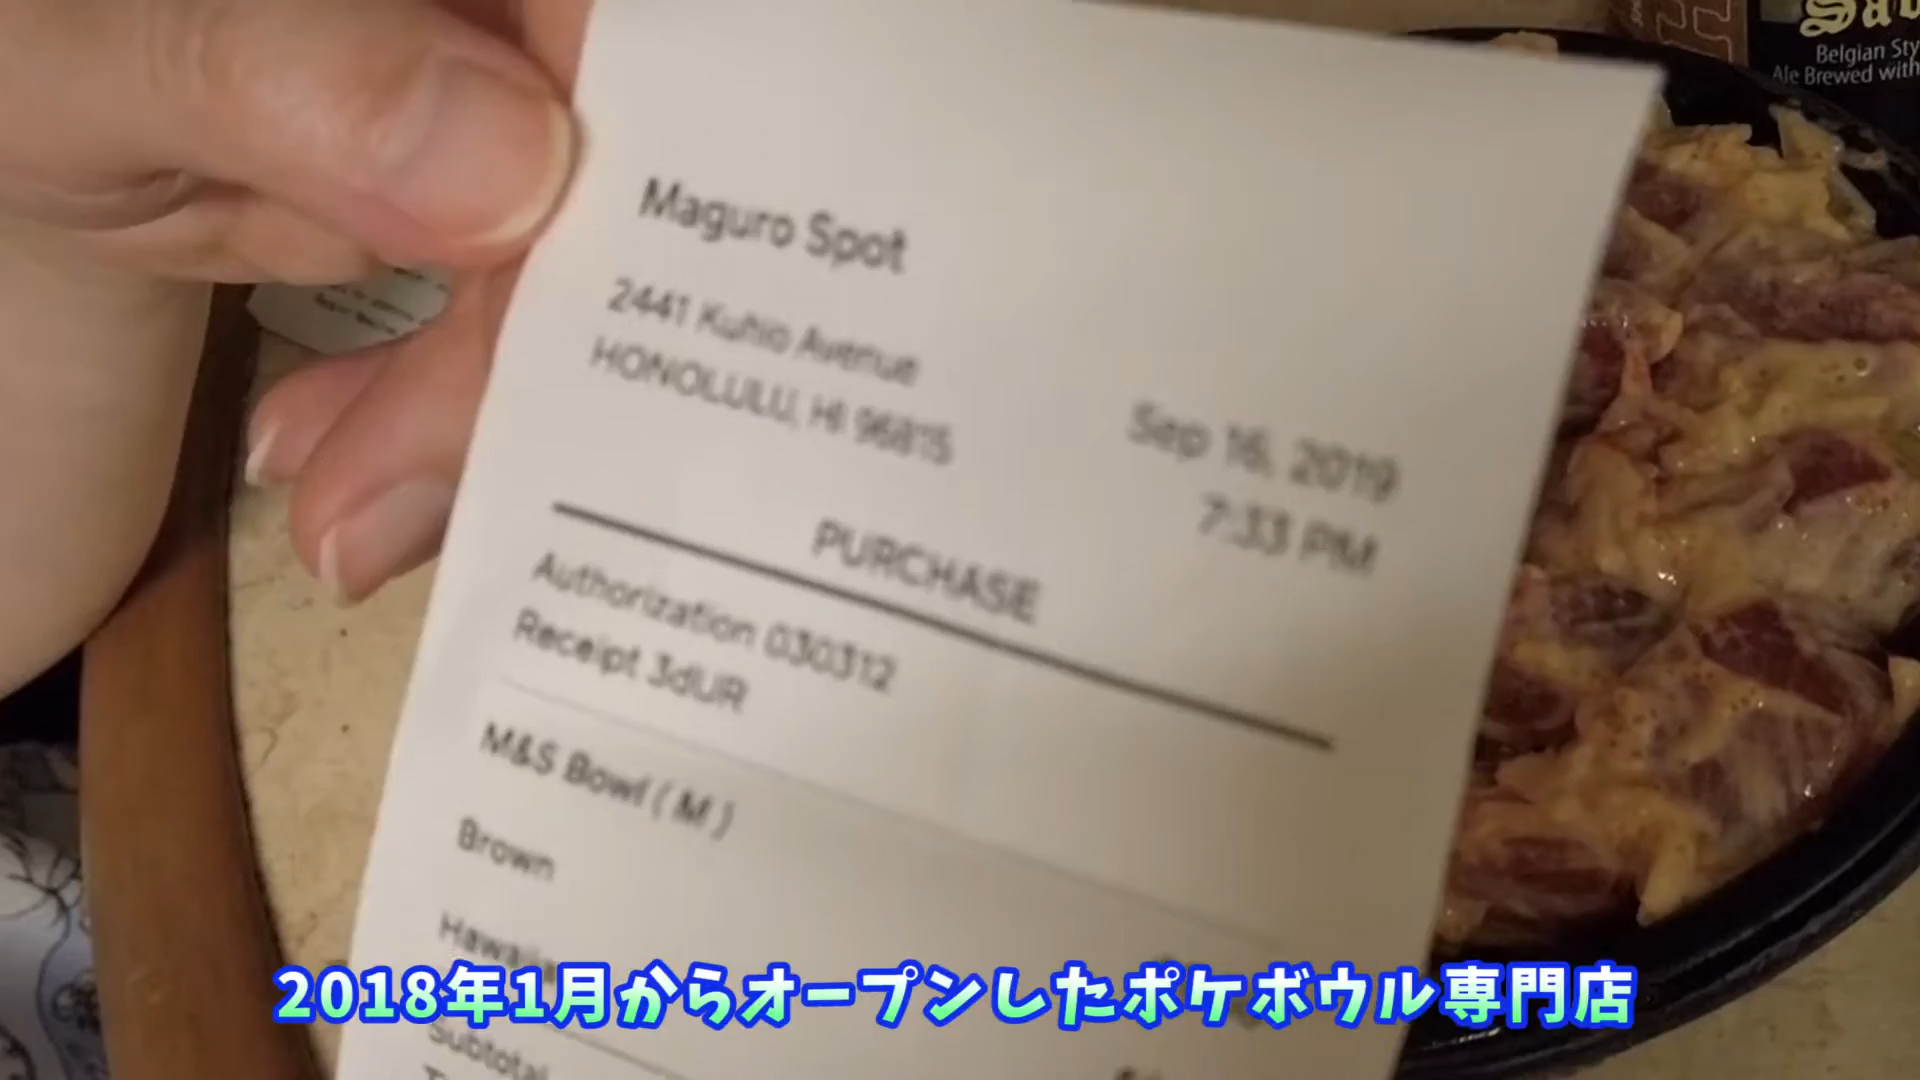 Belgian Sty
Ale Brewed with
Maguro Spot
2441 Kuhio Avenue
HONOLULU, HI 96815
Sep 16, 2019
7:33 PM
PURCHASE
Authorization 030312
Receipt 3dUR
M&S Bowl ( M )
Brown
Hawaiia
2018年1月からオープンしたポケボウル専門店
Subtotal